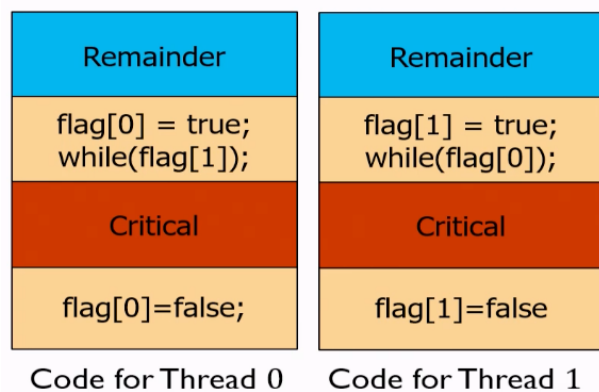 Remainder
flag[0] = true;
while(flag[1]);
Critical
flag[0]=false;
Code for Thread 0
Remainder
flag[1] = true;
while(flag[0]);
Critical
flag[1]=false
Code for Thread 1